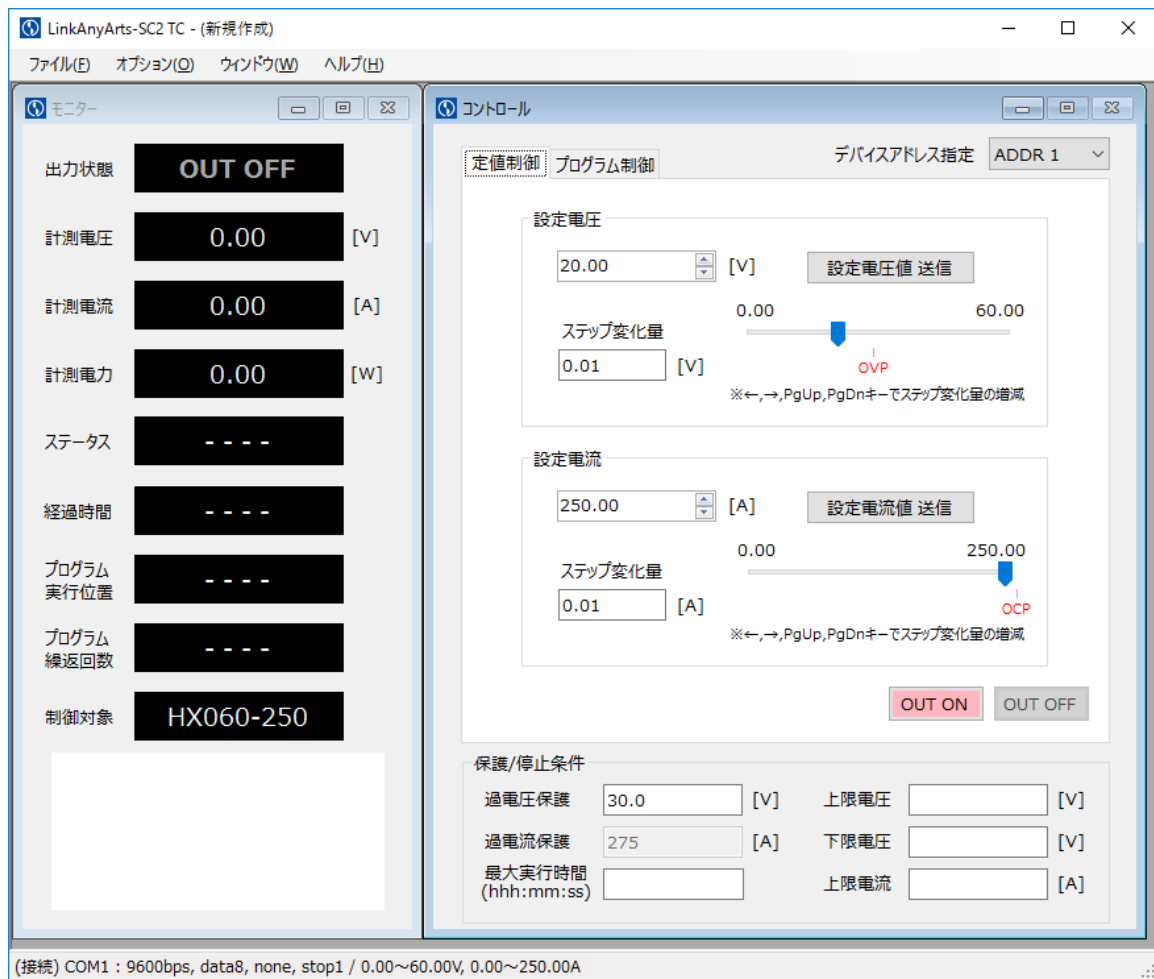 LinkAnyArts-SC2 TC - (新規作成)
ファイル(F) オプション(O) ウィンドウ(W) ヘルプ(H)
モニター
出力状態 OUT OFF
計測電圧 0.00 [V]
計測電流 0.00 [A]
計測電力 0.00 [W]
ステータス ----
経過時間 ----
プログラム
実行位置 ----
プログラム
繰返回数 ----
制御対象 HX060-250
コントロール
デバイスアドレス指定 ADDR 1
定値制御 プログラム制御
設定電圧
20.00 [V] 設定電圧値 送信
0.00 60.00
ステップ変化量
0.01 [V]
OVP
※←,→,PgUp,PgDnキーでステップ変化量の増減
設定電流
250.00 [A] 設定電流値 送信
0.00 250.00
ステップ変化量
0.01 [A]
OCP
※←,→,PgUp,PgDnキーでステップ変化量の増減
OUT ON OUT OFF
保護/停止条件
過電圧保護 30.0 [V] 上限電圧 [V]
過電流保護 275 [A] 下限電圧 [V]
最大実行時間
(hhh:mm:ss) 上限電流 [A]
(接続) COM1 : 9600bps, data8, none, stop1 / 0.00～60.00V, 0.00～250.00A